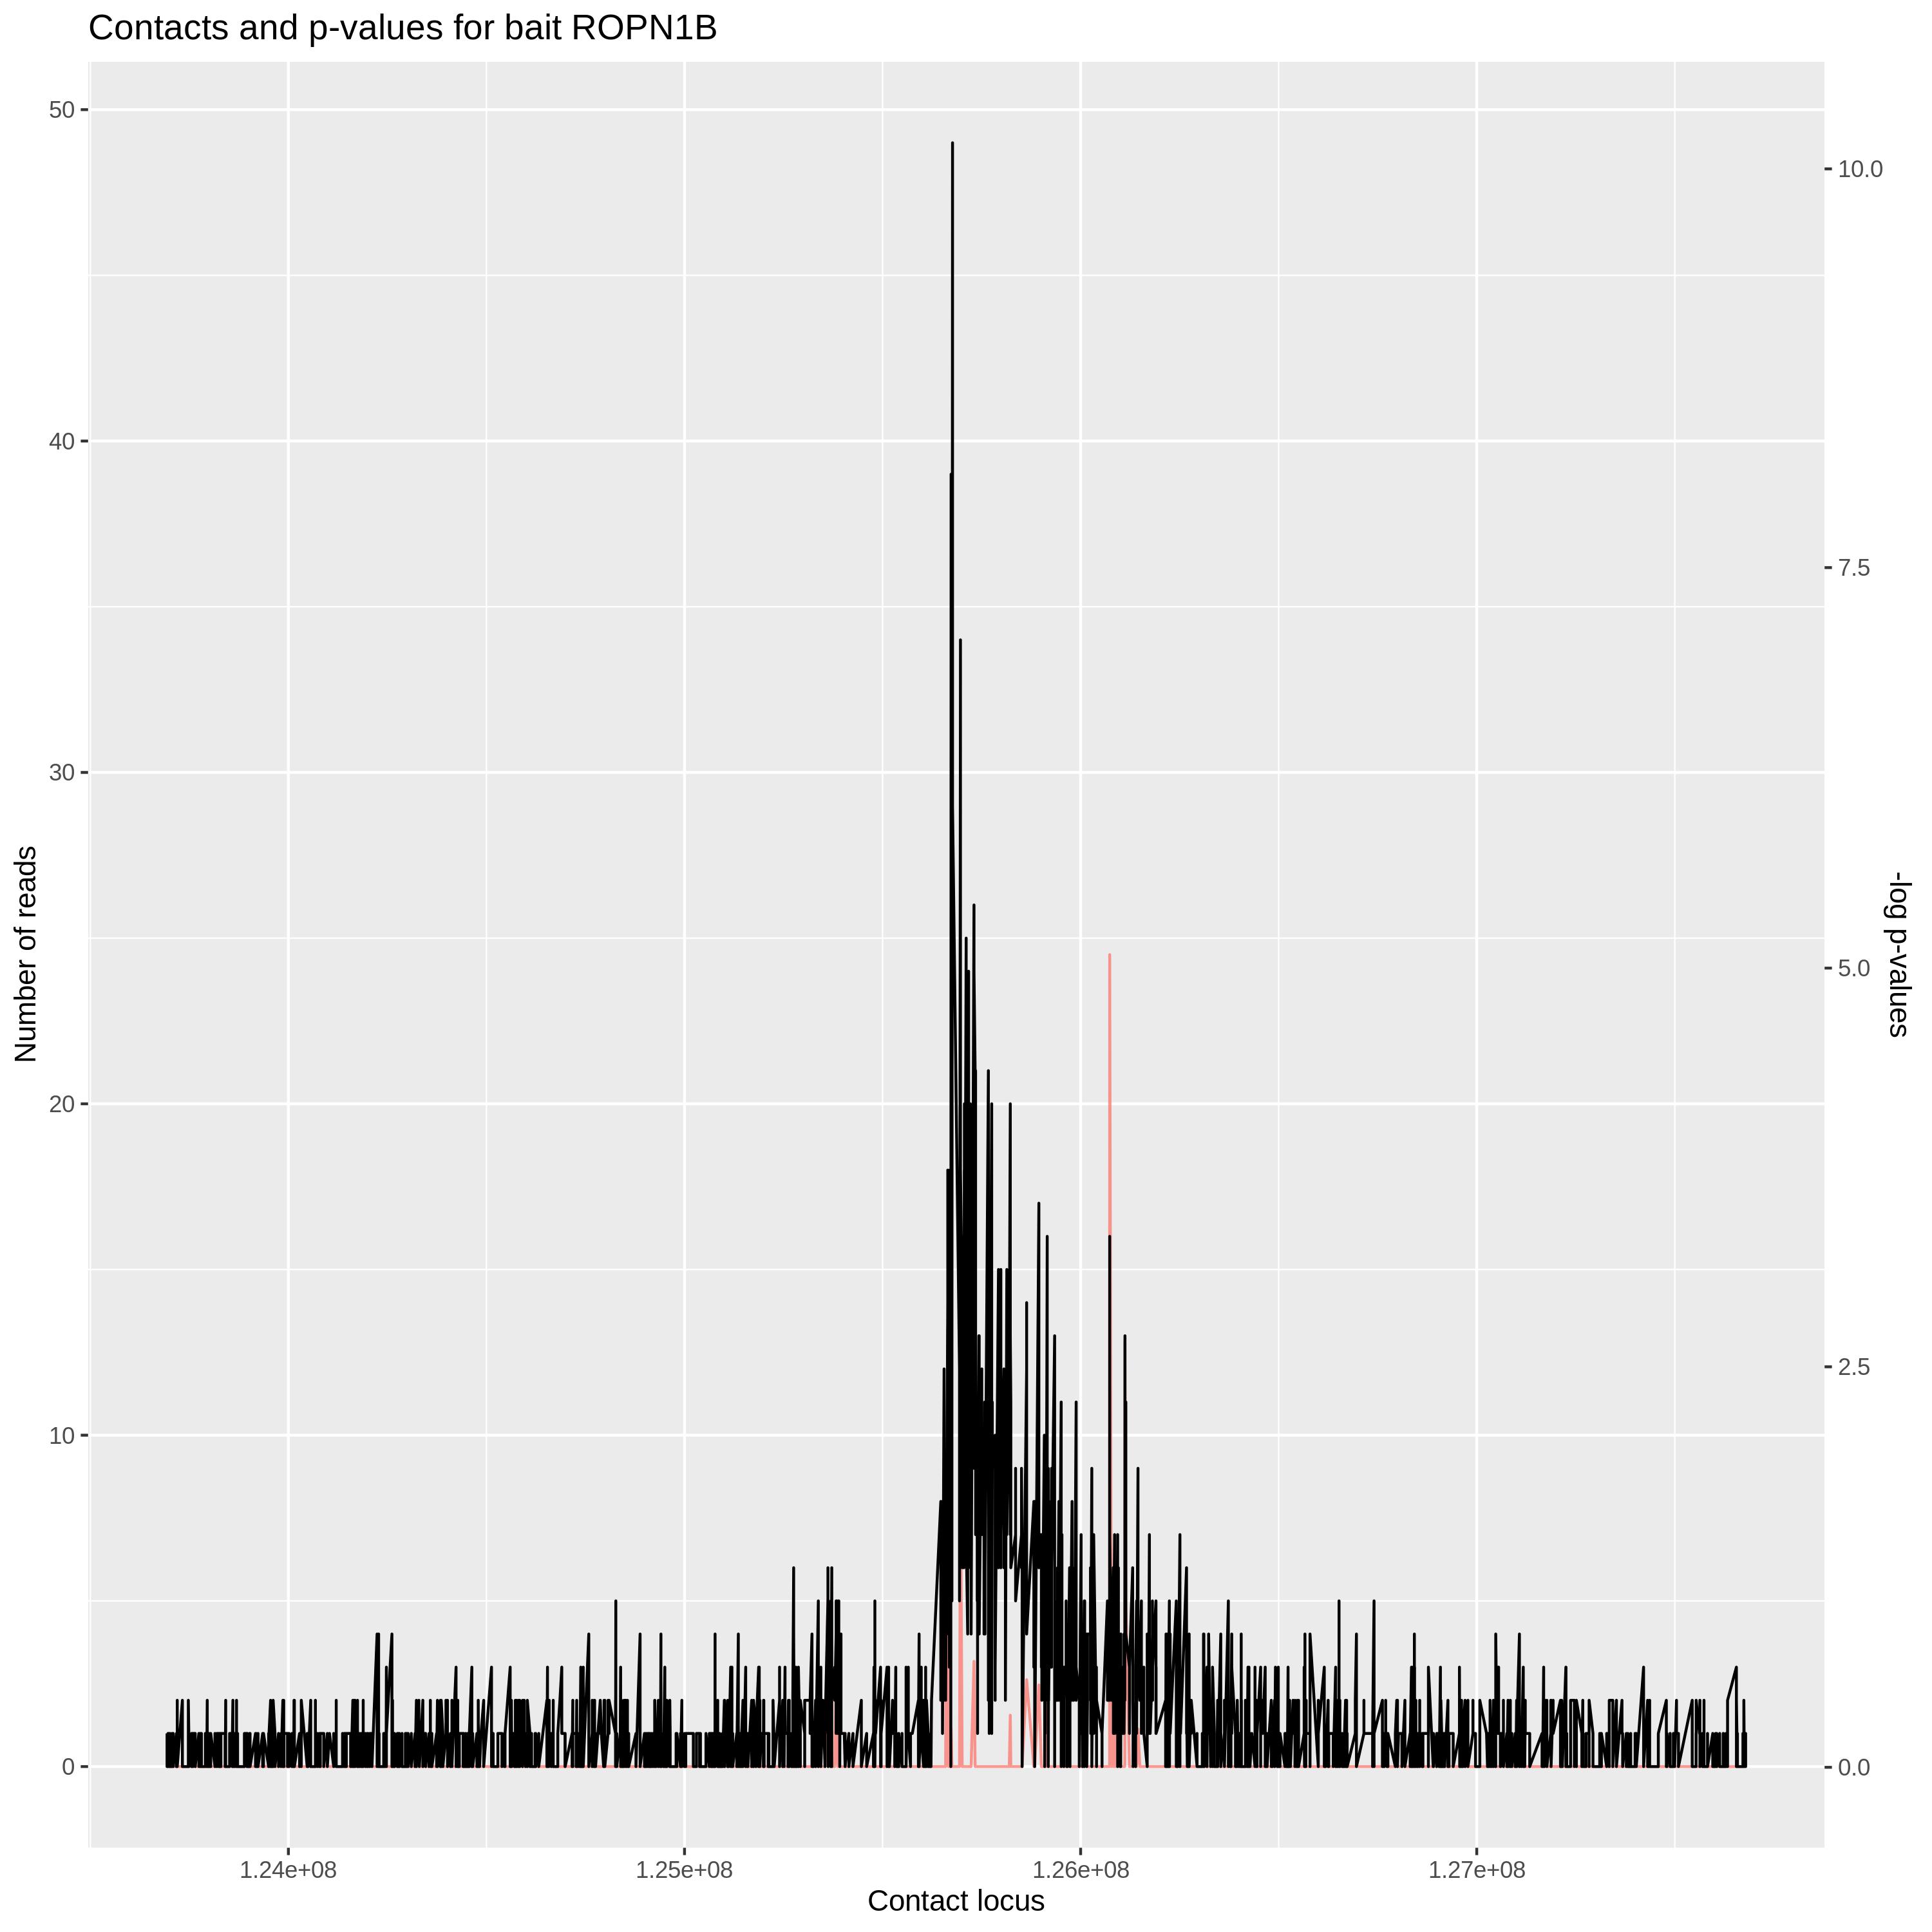 Contacts and p-values for bait ROPN1B
50
40
30
20
10
0
Number of reads
10.0
7.5
5.0
2.5
0.0
-log p-values
1.24e+08
1.25e+08
1.26e+08
1.27e+08
Contact locus